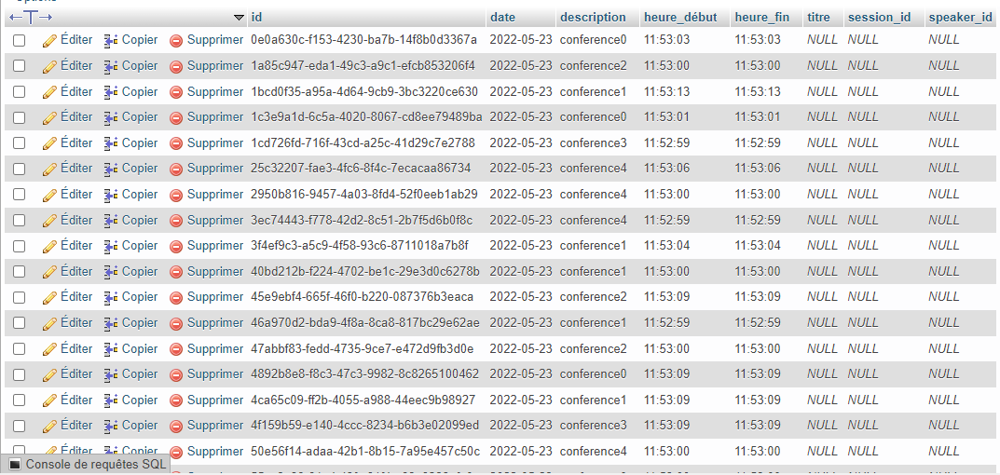 id date description heure_début heure_fin titre session_id speaker_id
Éditer Copier Supprimer 0e0a630c-f153-4230-ba7b-14f8b0d3367a 2022-05-23 conference0 11:53:03 11:53:03 NULL NULL NULL
Éditer Copier Supprimer 1a85c947-eda1-49c3-a9c1-efcb853206f4 2022-05-23 conference2 11:53:00 11:53:00 NULL NULL NULL
Éditer Copier Supprimer 1bcd0f35-a95a-4d64-9cb9-3bc3220ce630 2022-05-23 conference1 11:53:13 11:53:13 NULL NULL NULL
Éditer Copier Supprimer 1c3e9a1d-6c5a-4020-8067-cd8ee79489ba 2022-05-23 conference0 11:53:01 11:53:01 NULL NULL NULL
Éditer Copier Supprimer 1cd726fd-716f-43cd-a25c-41d29c7e2788 2022-05-23 conference3 11:52:59 11:52:59 NULL NULL NULL
Éditer Copier Supprimer 25c32207-fae3-4fc6-8f4c-7ecacaa86734 2022-05-23 conference4 11:53:06 11:53:06 NULL NULL NULL
Éditer Copier Supprimer 2950b816-9457-4a03-8fd4-52f0eeb1ab29 2022-05-23 conference4 11:53:00 11:53:00 NULL NULL NULL
Éditer Copier Supprimer 3ec74443-f778-42d2-8c51-2b7f5d6b0f8c 2022-05-23 conference4 11:52:59 11:52:59 NULL NULL NULL
Éditer Copier Supprimer 3f4ef9c3-a5c9-4f58-93c6-8711018a7b8f 2022-05-23 conference1 11:53:04 11:53:04 NULL NULL NULL
Éditer Copier Supprimer 40bd212b-f224-4702-be1c-29e3d0c6278b 2022-05-23 conference1 11:53:00 11:53:00 NULL NULL NULL
Éditer Copier Supprimer 45e9ebf4-665f-46f0-b220-087376b3eaca 2022-05-23 conference2 11:53:09 11:53:09 NULL NULL NULL
Éditer Copier Supprimer 46a970d2-bda9-4f8a-8ca8-817bc29e62ae 2022-05-23 conference1 11:52:59 11:52:59 NULL NULL NULL
Éditer Copier Supprimer 47abbf83-fedd-4735-9ce7-e472d9fb3d0e 2022-05-23 conference2 11:53:00 11:53:00 NULL NULL NULL
Éditer Copier Supprimer 4892b8e8-f8c3-47c3-9982-8c8265100462 2022-05-23 conference0 11:53:09 11:53:09 NULL NULL NULL
Éditer Copier Supprimer 4ca65c09-ff2b-4055-a988-44eec9b98927 2022-05-23 conference1 11:53:09 11:53:09 NULL NULL NULL
Éditer Copier Supprimer 4f159b59-e140-4ccc-8234-b6b3e02099ed 2022-05-23 conference3 11:53:09 11:53:09 NULL NULL NULL
Éditer Copier Supprimer 50e56f14-adaa-42b1-8b15-7a95e457c50c 2022-05-23 conference4 11:53:00 11:53:00 NULL NULL NULL
Console de requêtes SQL